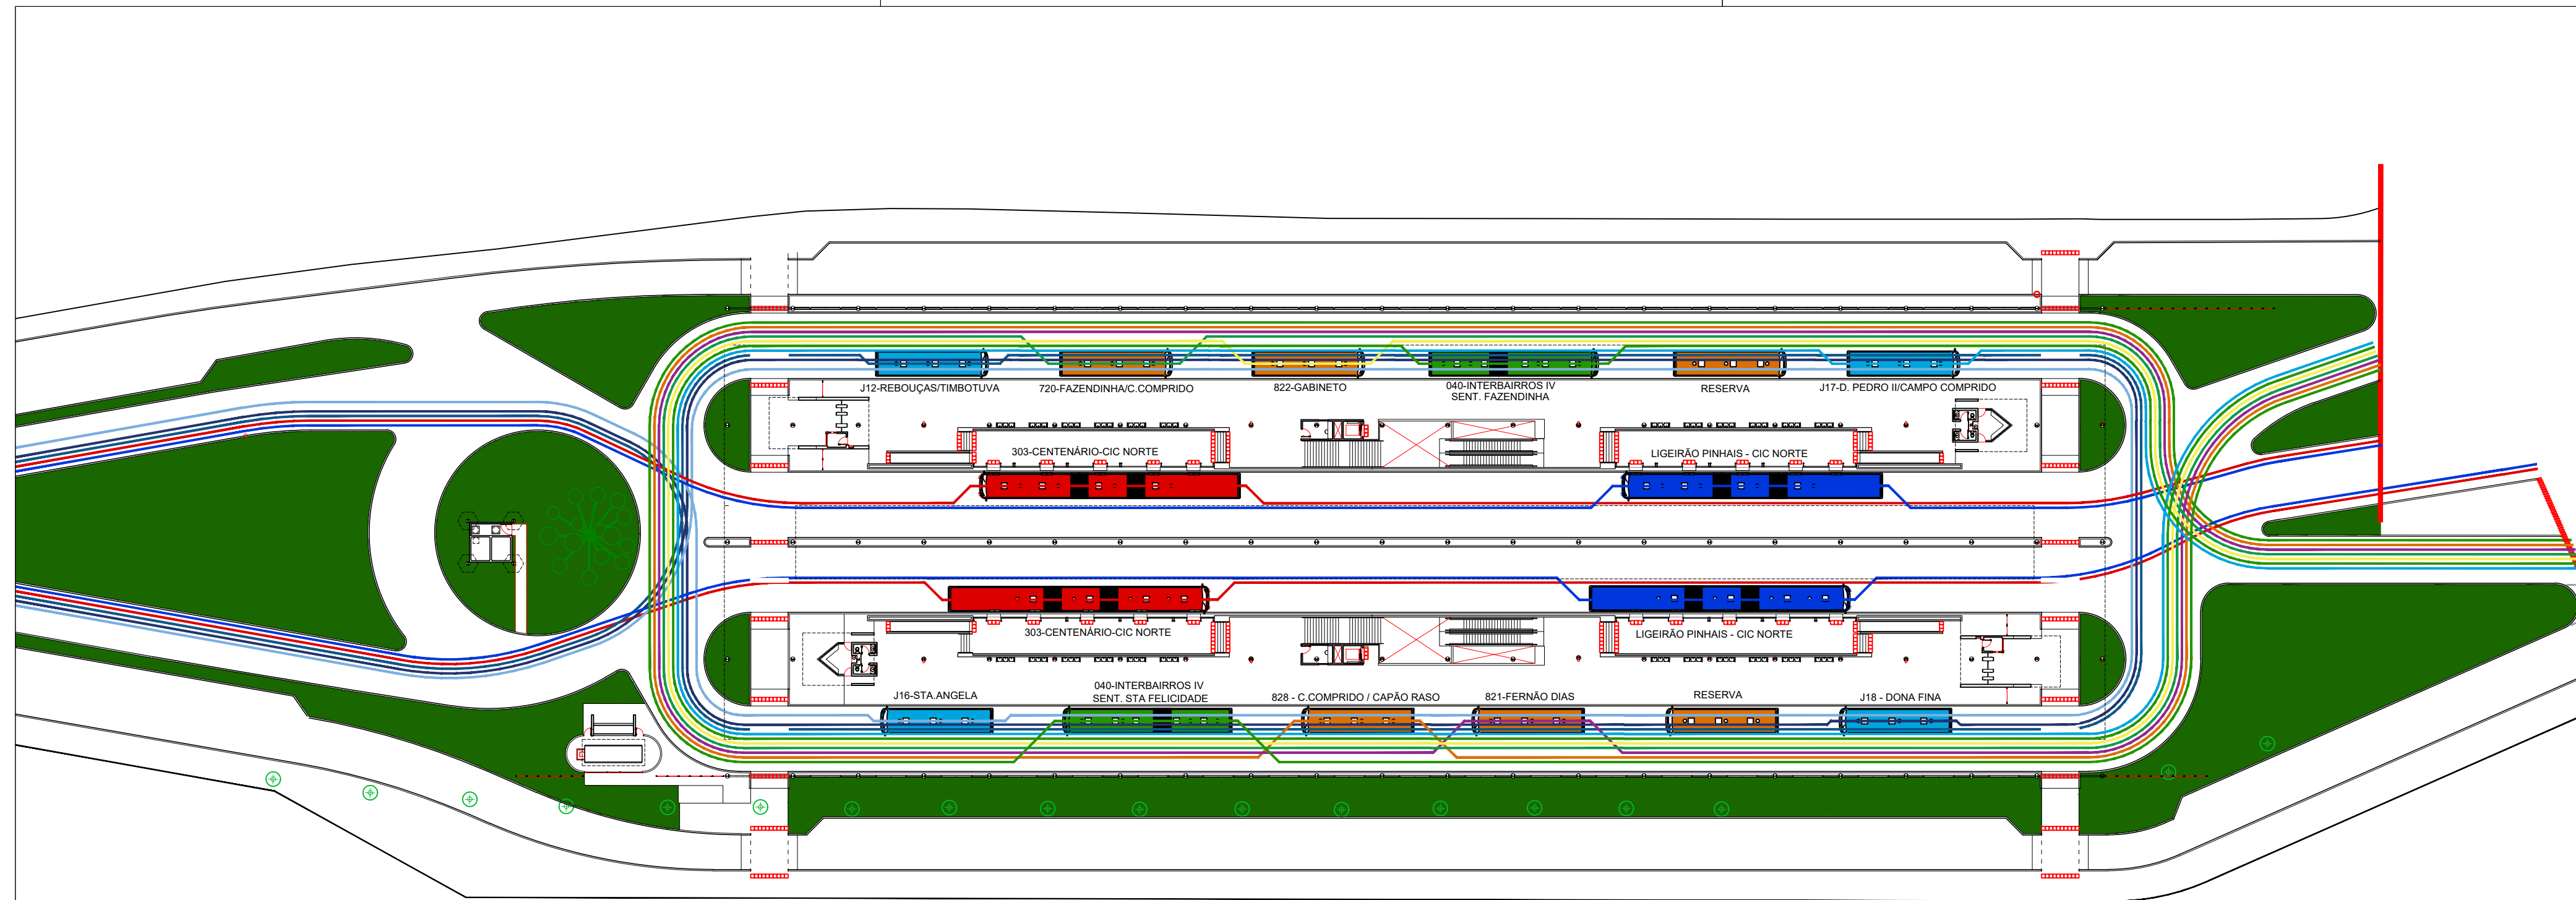 J12-REBOUÇAS/TIMBOTUVA
720-FAZENDINHA/C.COMPRIDO
822-GABINETO
040-INTERBAIRROS IV
SENT. FAZENDINHA
RESERVA
J17-D. PEDRO II/CAMPO COMPRIDO
303-CENTENÁRIO-CIC NORTE
LIGEIRÃO PINHAIS - CIC NORTE
303-CENTENÁRIO-CIC NORTE
LIGEIRÃO PINHAIS - CIC NORTE
J16-STA.ANGELA
040-INTERBAIRROS IV
SENT. STA FELICIDADE
828 - C.COMPRIDO / CAPÃO RASO
821-FERNÃO DIAS
RESERVA
J18 - DONA FINA